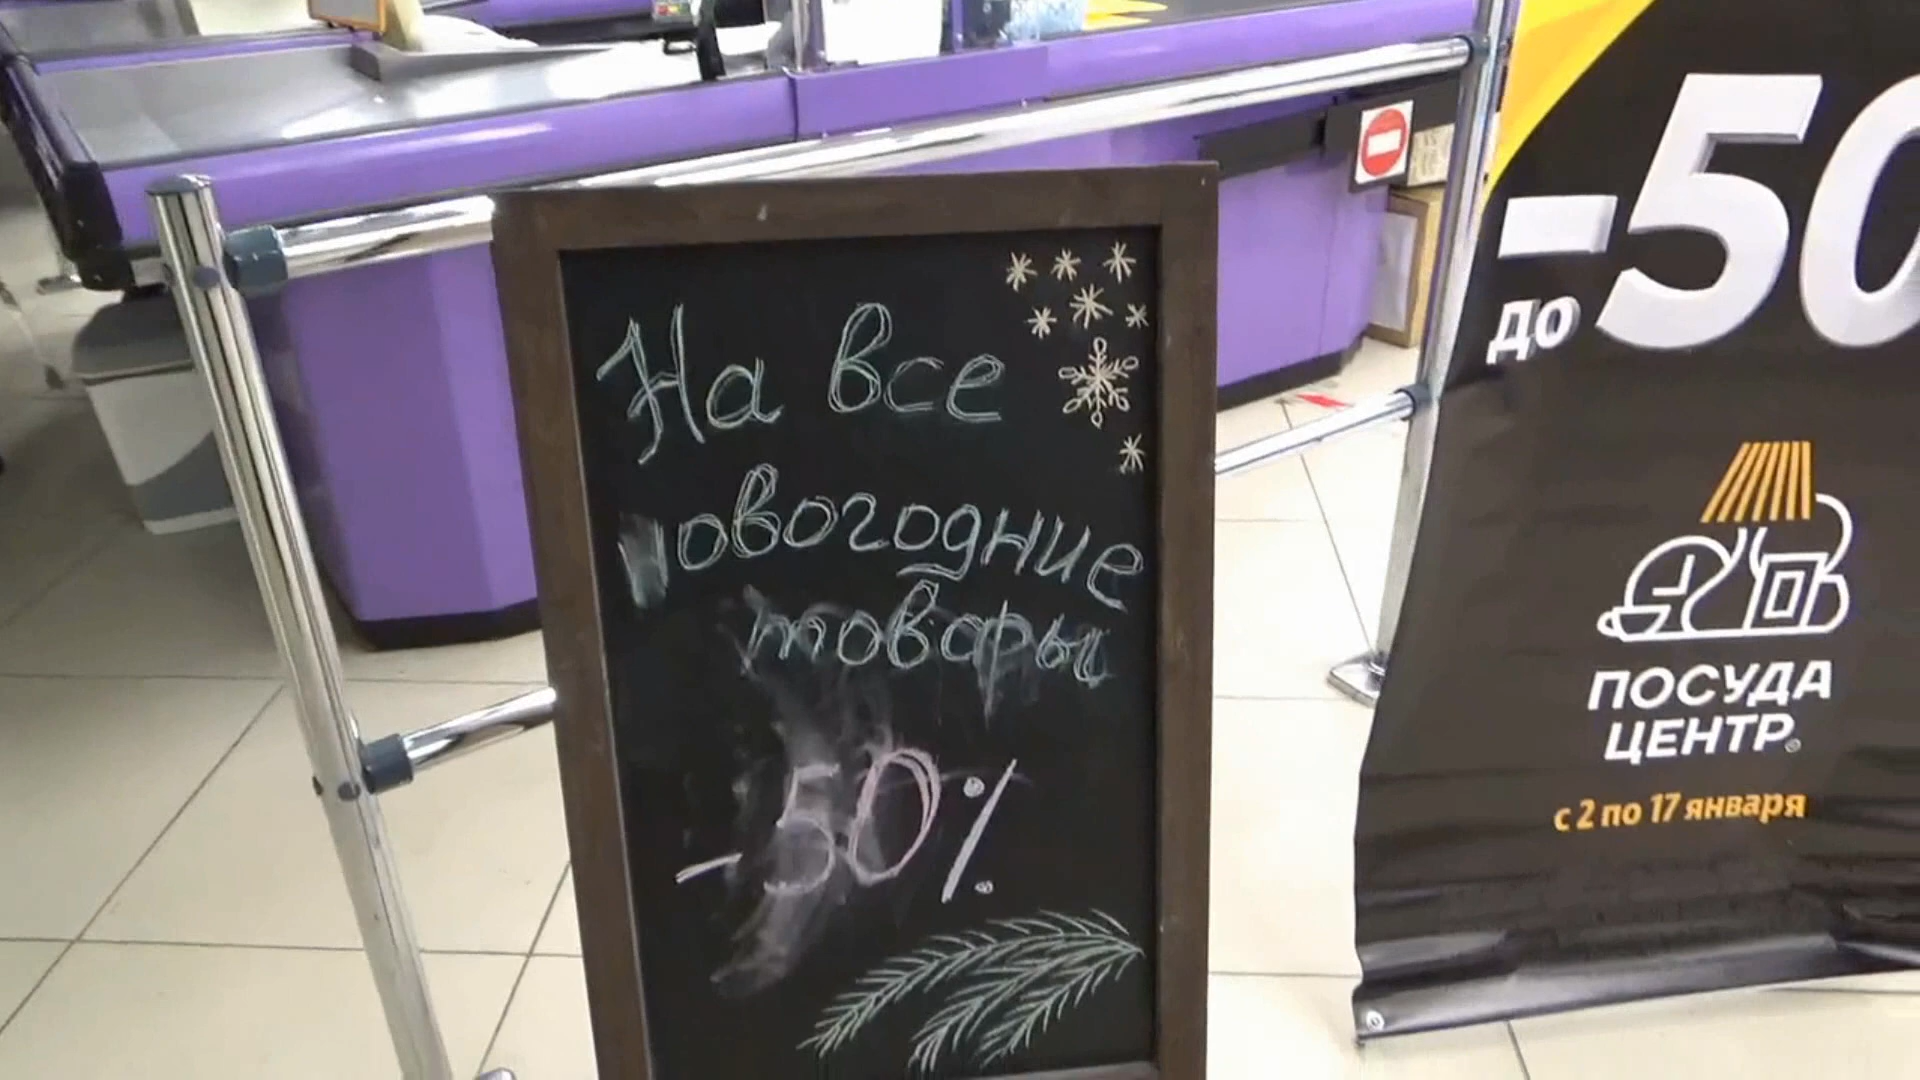 На все
новогодние
товары
-50%
-50
до
ПОСУДА
ЦЕНТР
с 2 по 17 января